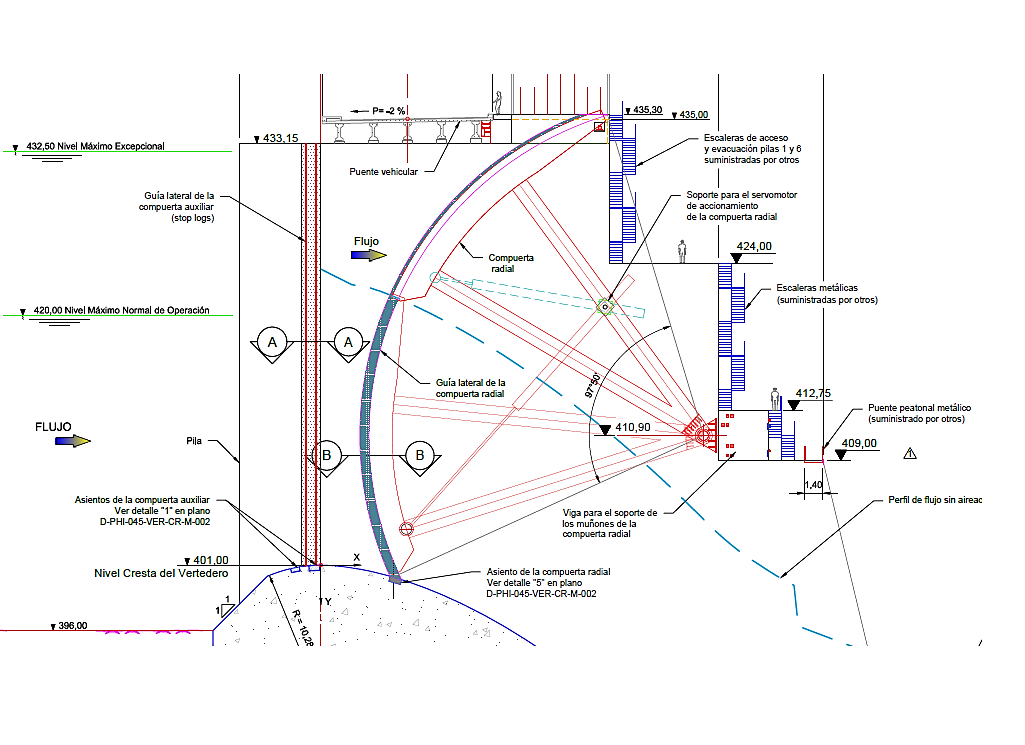 P= -2 %
435,30
435,00
433,15
432,50 Nivel Máximo Excepcional
Escaleras de acceso
y evacuación pilas 1 y 6
suministradas por otros
Puente vehicular
Guía lateral de la
compuerta auxiliar
(stop logs)
Soporte para el servomotor
de accionamiento
de la compuerta radial
Flujo
424,00
Compuerta
radial
Escaleras metálicas
(suministradas por otros)
420,00 Nivel Máximo Normal de Operación
A
A
Guía lateral de la
compuerta radial
97°50'
412,75
Puente peatonal metálico
(suministrado por otros)
410,90
FLUJO
Pila
409,00
1
B
B
1,40
Asientos de la compuerta auxiliar
Ver detalle "1" en plano
D-PHI-045-VER-CR-M-002
Viga para el soporte de
los muñones de la
compuerta radial
Perfil de flujo sin aireac
401,00
X
Nivel Cresta del Vertedero
Asiento de la compuerta radial
Ver detalle "5" en plano
D-PHI-045-VER-CR-M-002
1
1
Y
R = 10,28
396,00